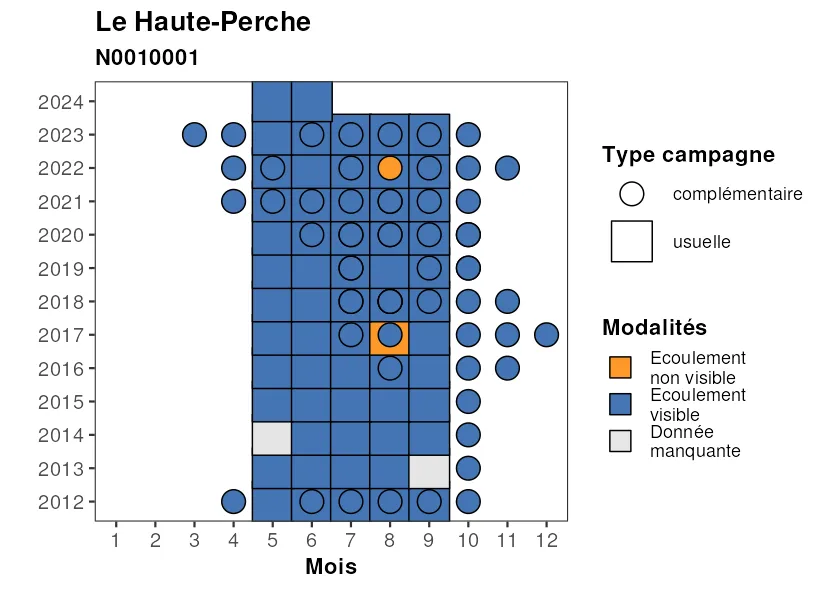 Le Haute-Perche
N0010001
2024
2023
2022
2021
2020
2019
2018
2017
2016
2015
2014
2013
2012
1 2 3 4 5 6 7 8 9 10 11 12
Mois
Type campagne
complémentaire
usuelle
Modalités
Ecoulement
non visible
Ecoulement
visible
Donnée
manquante